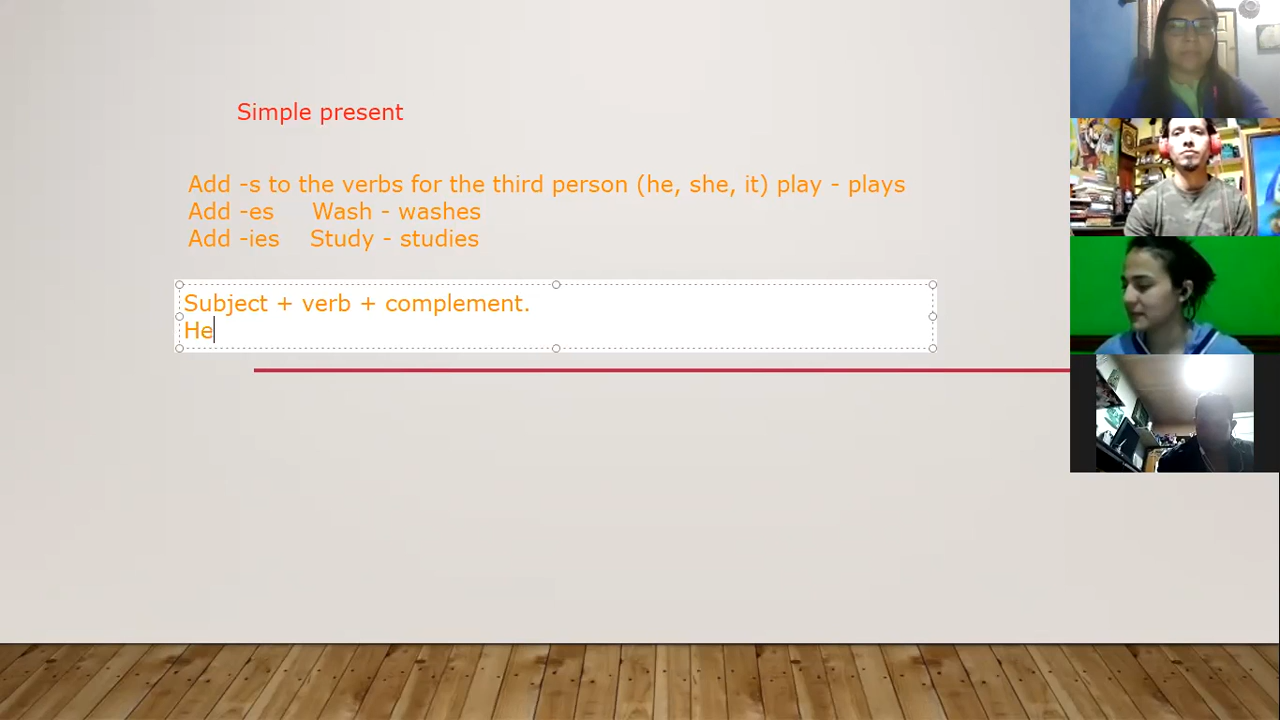 Simple present
Add -s to the verbs for the third person (he, she, it) play - plays
Add -es Wash - washes
Add -ies Study - studies
Subject + verb + complement.
He